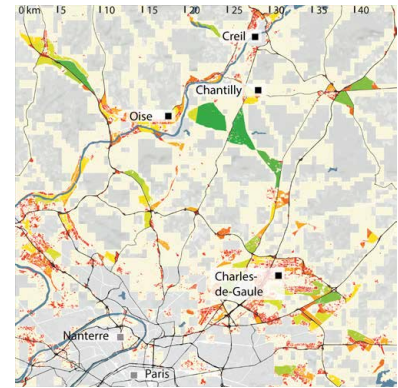 0 km 5 10 15 20 25 30 35 40
Creil
Chantilly
Oise
Charles-
de-Gaule
Nanterre
Paris